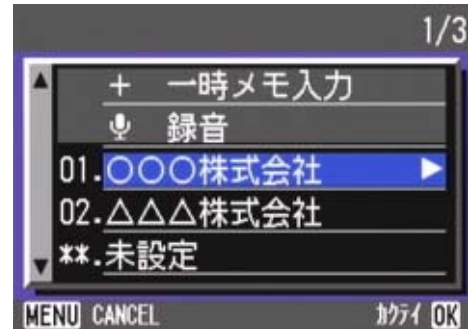 1/3
+ 一時メモ入力
録音
01.○○○株式会社
02.△△△株式会社
**.未設定
MENU CANCEL カクテイ OK